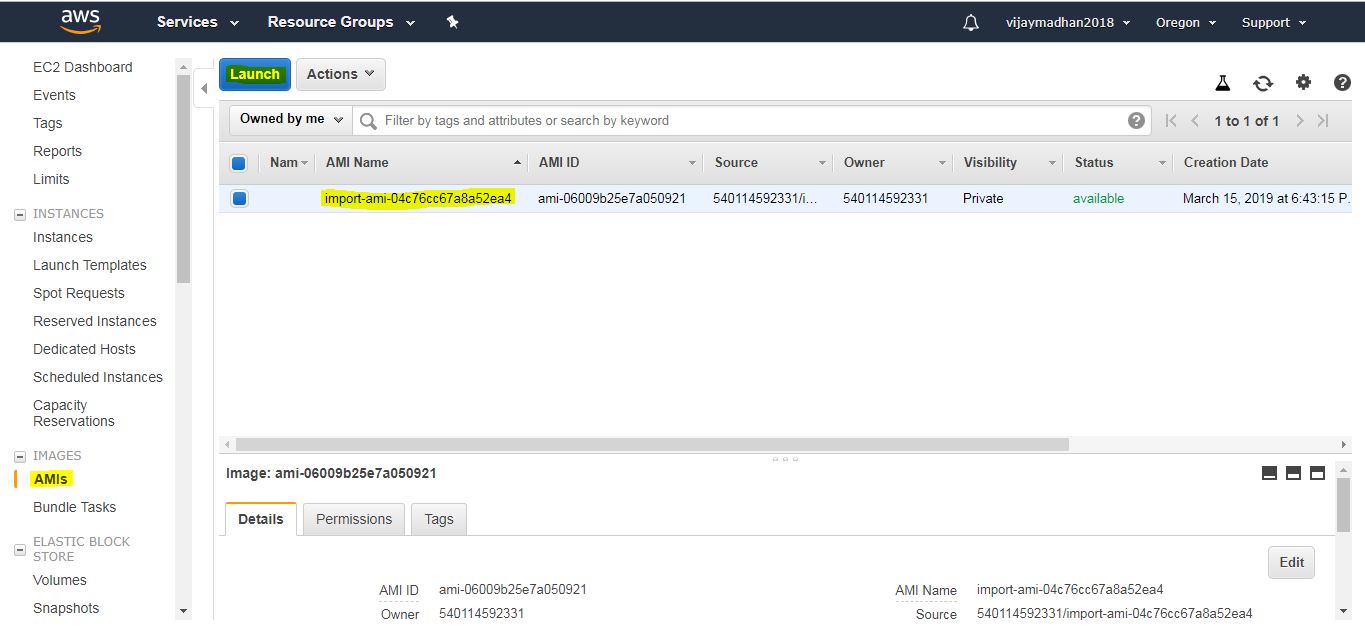 aws Services Resource Groups vijaymadhan2018 Oregon Support
EC2 Dashboard
Events
Tags
Reports
Limits
INSTANCES
Instances
Launch Templates
Spot Requests
Reserved Instances
Dedicated Hosts
Scheduled Instances
Capacity
Reservations
IMAGES
AMIs
Bundle Tasks
ELASTIC BLOCK
STORE
Volumes
Snapshots
Launch Actions
Owned by me Filter by tags and attributes or search by keyword ? 1 to 1 of 1
Nam AMI Name AMI ID Source Owner Visibility Status Creation Date
import-ami-04c76cc67a8a52ea4 ami-06009b25e7a050921 540114592331/i... 540114592331 Private available March 15, 2019 at 6:43:15 P.
Image: ami-06009b25e7a050921
Details Permissions Tags
Edit
AMI ID ami-06009b25e7a050921 AMI Name import-ami-04c76cc67a8a52ea4
Owner 540114592331 Source 540114592331/import-ami-04c76cc67a8a52ea4